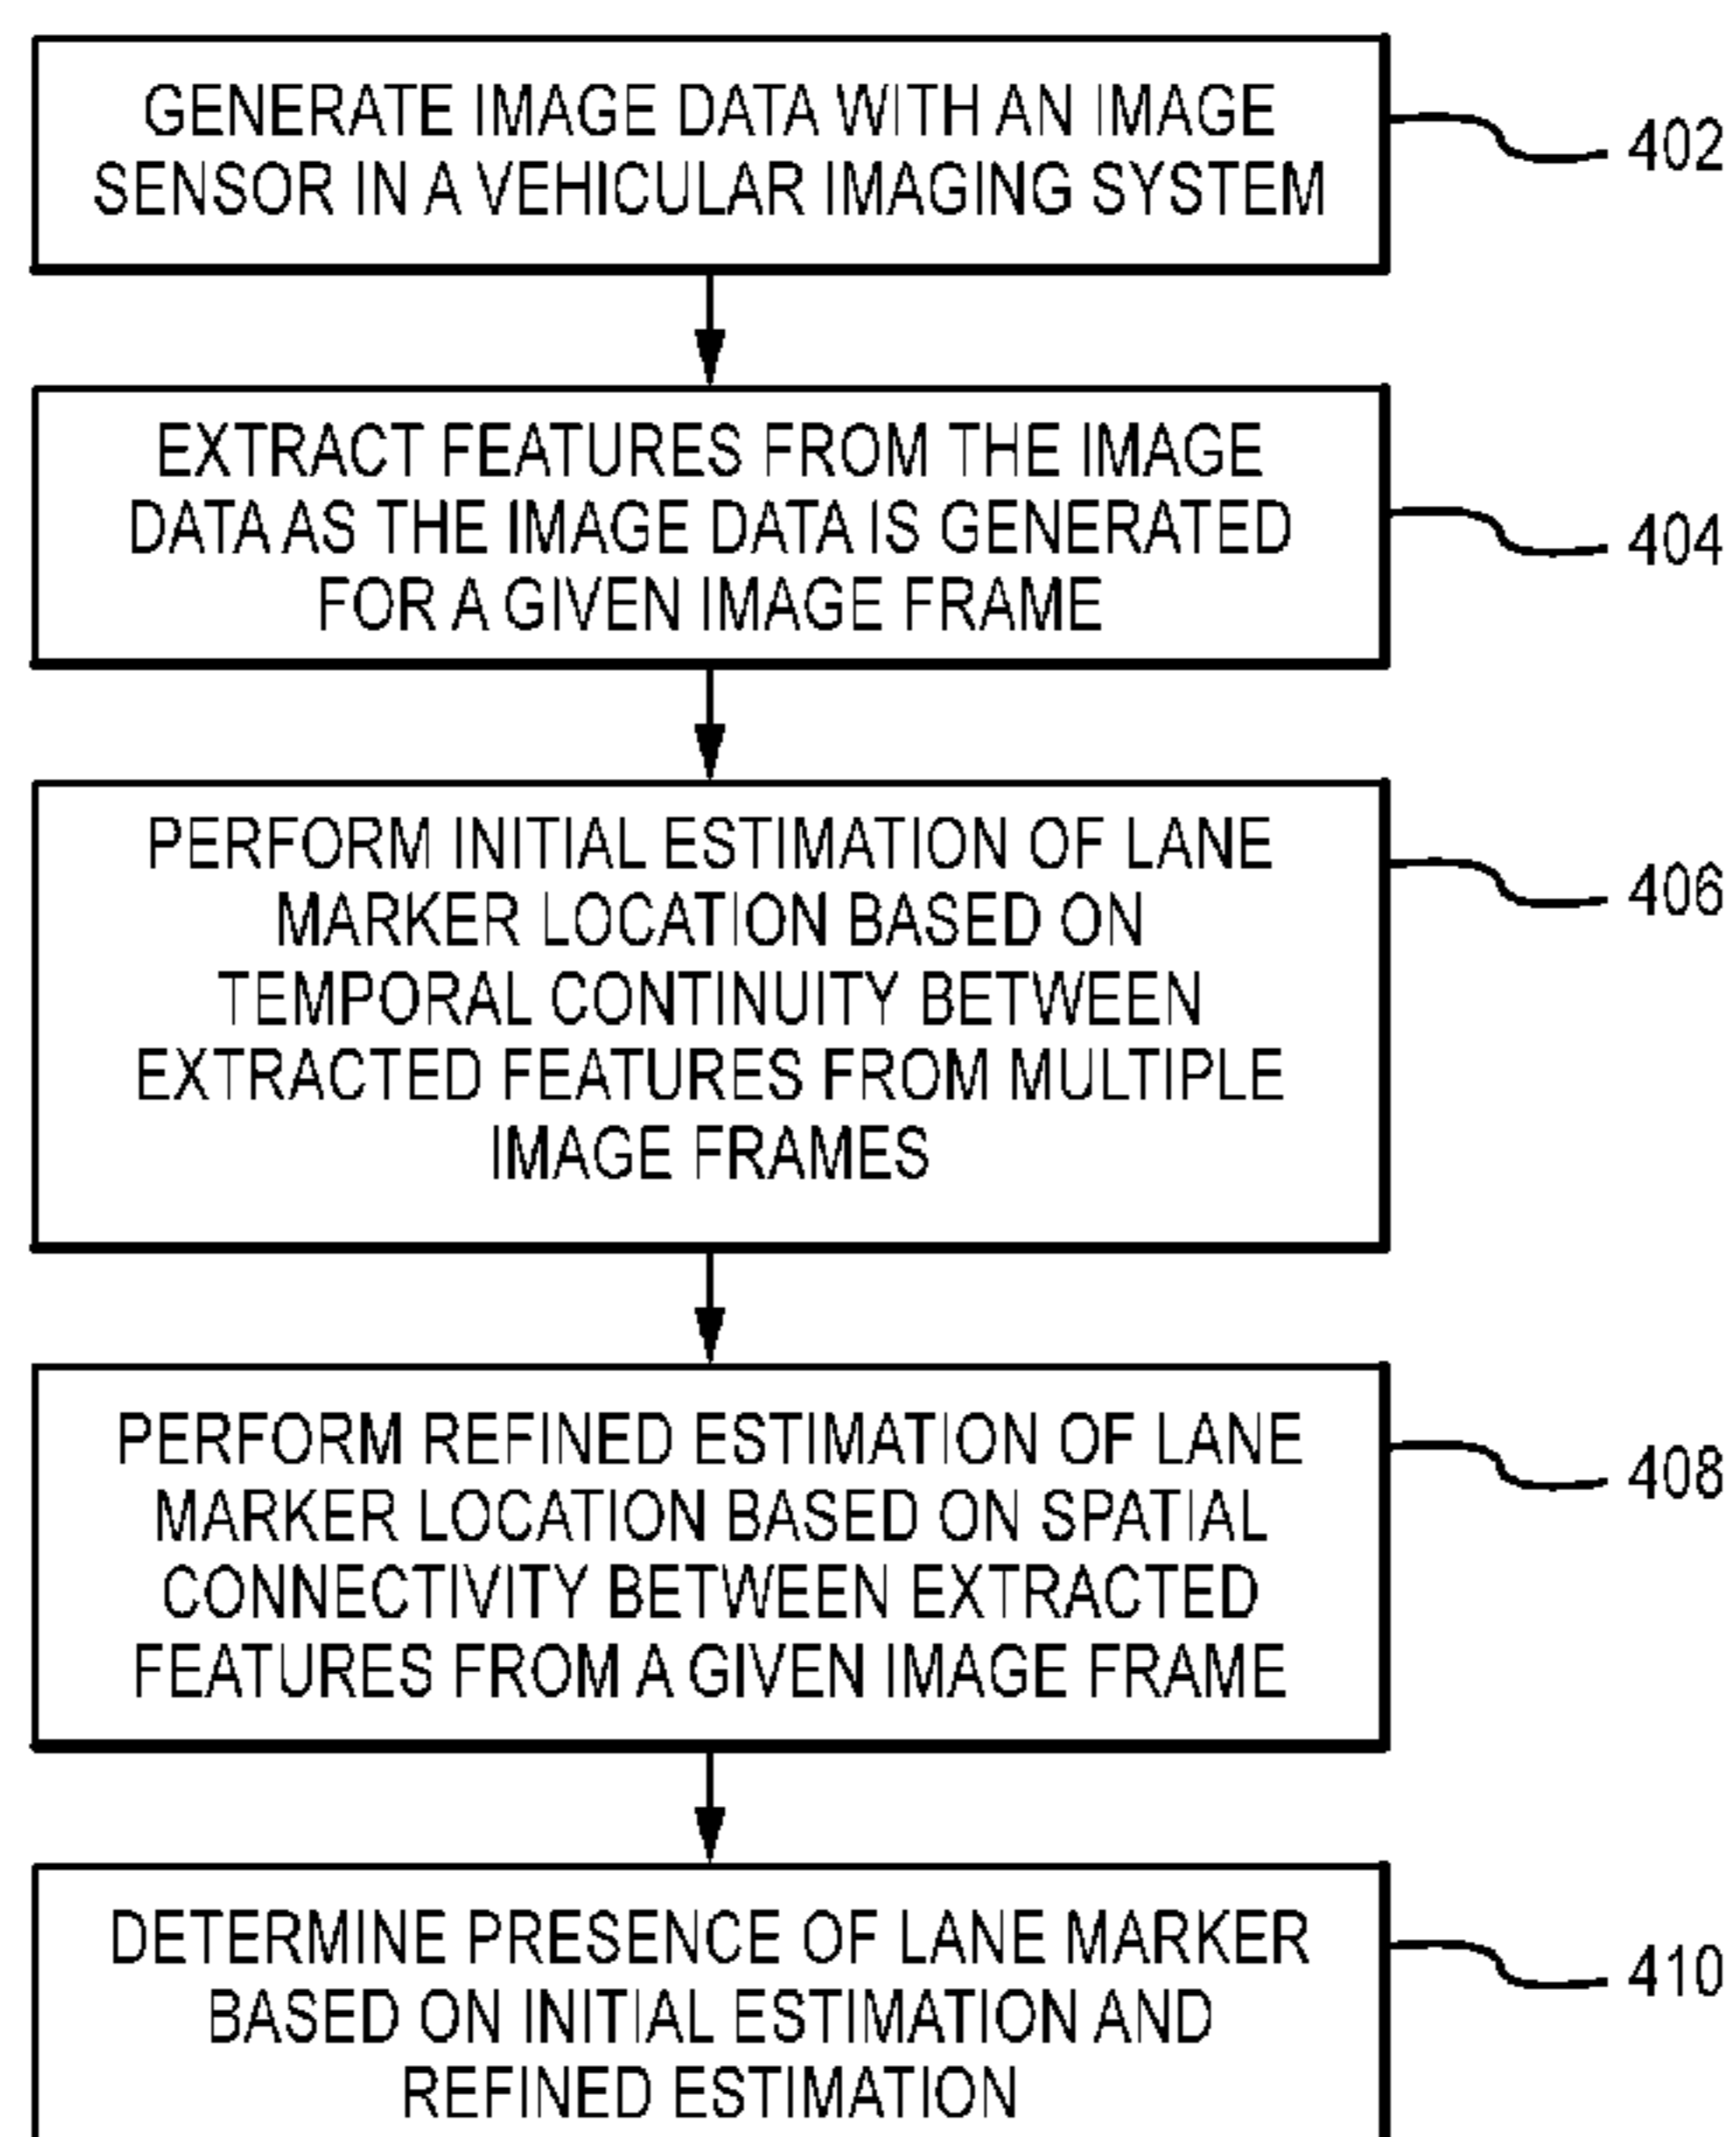 GENERATE IMAGE DATA WITH AN IMAGE
SENSOR IN A VEHICULAR IMAGING SYSTEM
402
EXTRACT FEATURES FROM THE IMAGE
DATA AS THE IMAGE DATA IS GENERATED
FOR A GIVEN IMAGE FRAME
404
PERFORM INITIAL ESTIMATION OF LANE
MARKER LOCATION BASED ON
TEMPORAL CONTINUITY BETWEEN
EXTRACTED FEATURES FROM MULTIPLE
IMAGE FRAMES
406
PERFORM REFINED ESTIMATION OF LANE
MARKER LOCATION BASED ON SPATIAL
CONNECTIVITY BETWEEN EXTRACTED
FEATURES FROM A GIVEN IMAGE FRAME
408
DETERMINE PRESENCE OF LANE MARKER
BASED ON INITIAL ESTIMATION AND
REFINED ESTIMATION
410